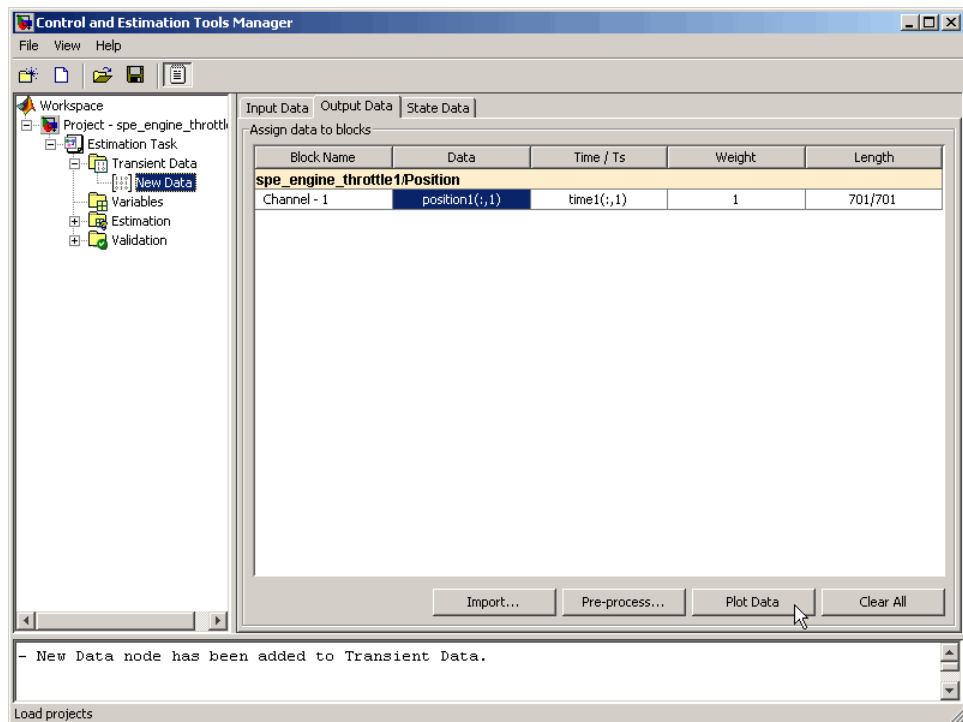 Control and Estimation Tools Manager
File View Help
Workspace
Project - spe_engine_throttl
Estimation Task
Transient Data
New Data
Variables
Estimation
Validation
Input Data Output Data State Data
Assign data to blocks
Block Name Data Time / Ts Weight Length
spe_engine_throttle1/Position
Channel - 1 position1(:,1) time1(:,1) 1 701/701
Import... Pre-process... Plot Data Clear All
- New Data node has been added to Transient Data.
Load projects